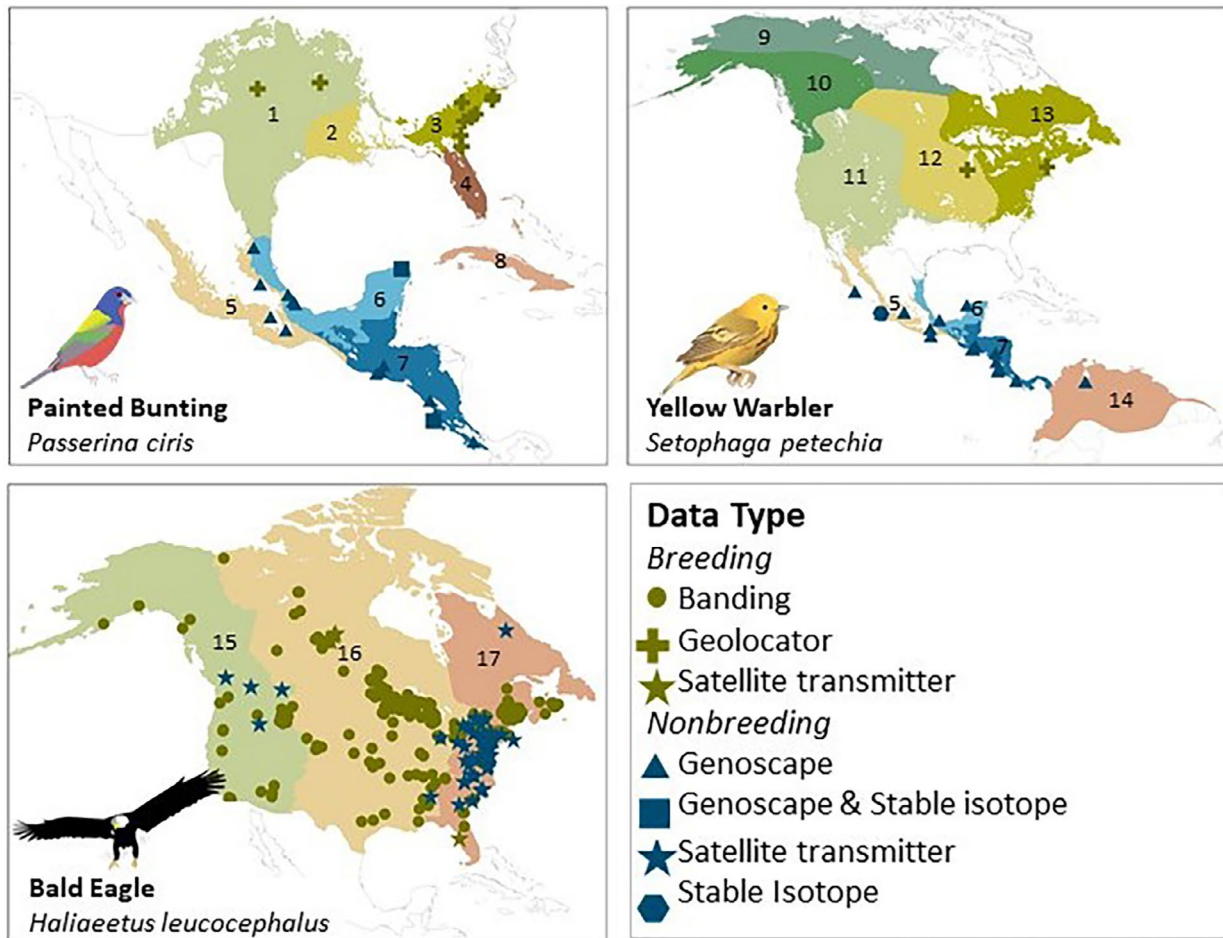 1
2
3
4
5
6
7
8
Painted Bunting
Passerina ciris
9
10
11
12
13
5
6
7
14
Yellow Warbler
Setophaga petechia
15
16
17
Bald Eagle
Haliaeetus leucocephalus
Data Type
Breeding
Banding
Geolocator
Satellite transmitter
Nonbreeding
Genoscape
Genoscape & Stable isotope
Satellite transmitter
Stable Isotope